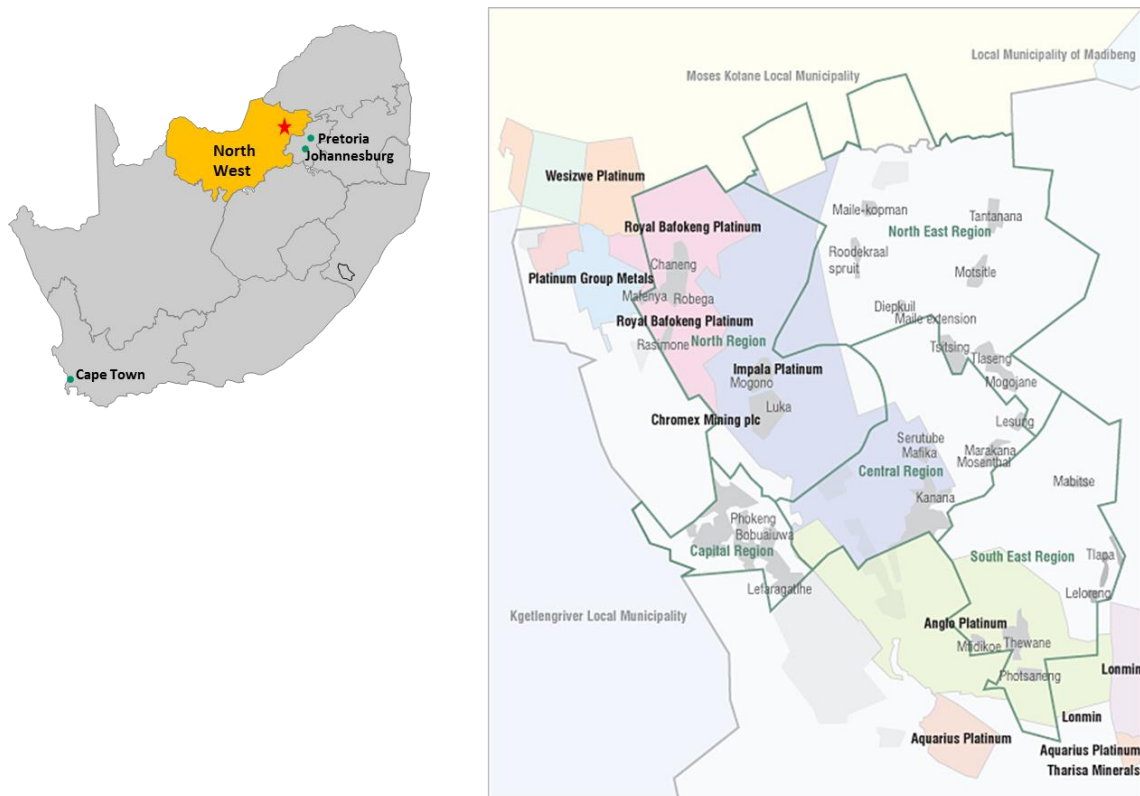 North
West
Pretoria
Johannesburg
Cape Town
Local Municipality of Madibeng
Moses Kotane Local Municipality
Wesizwe Platinum
Maile-kopman
Tantanana
Royal Bafokeng Platinum
North East Region
Roodekraal
spruit
Chaneng
Platinum Group Metals
Motsitle
Mafenya
Robega
Diepkuil
Maile extension
Royal Bafokeng Platinum
Rasimone
North Region
Tsitsing
Tlaseng
Impala Platinum
Mogono
Mogojane
Luka
Chromex Mining plc
Lesung
Serutube
Mafika
Marakana
Mosenthal
Central Region
Mabitse
Kanana
Phokeng
Bobuaiuwa
Capital Region
South East Region
Tlapa
Lefaragatlhe
Leloreng
Kgetlengriver Local Municipality
Anglo Platinum
Mfidikoe
Thewane
Photsaneng
Lonmin
Lonmin
Aquarius Platinum
Aquarius Platinum
Tharisa Minerals